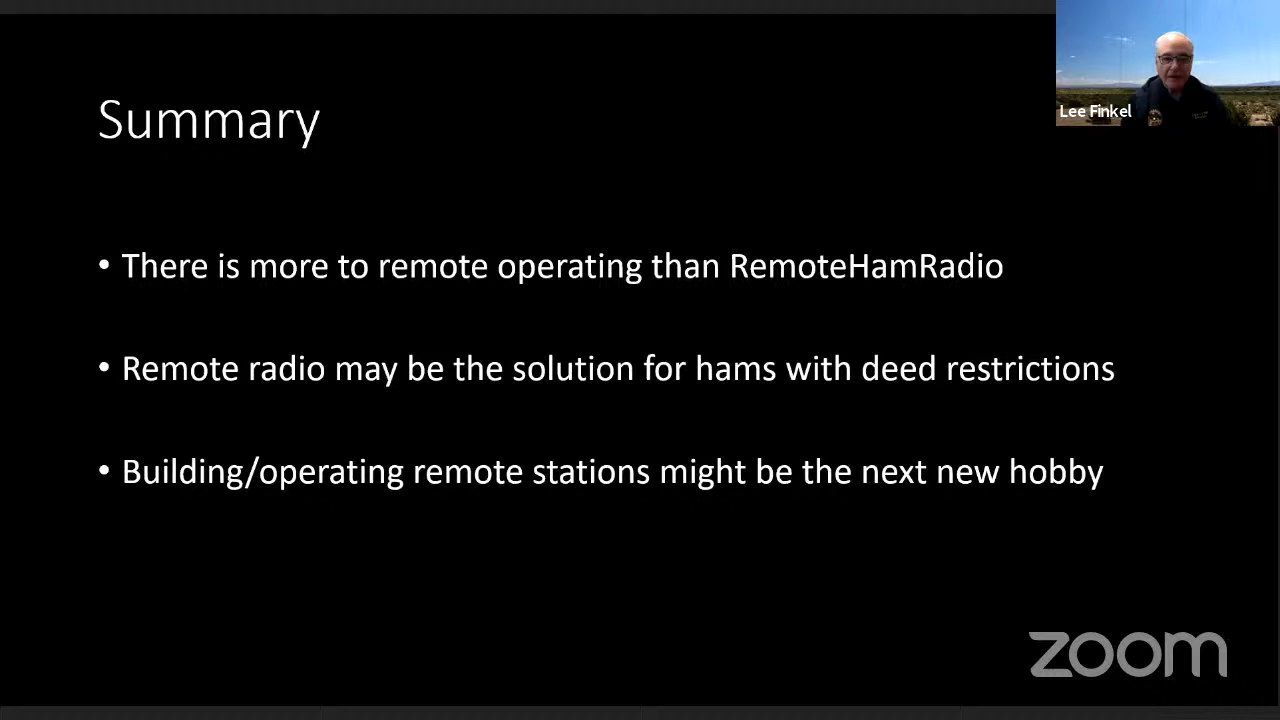 Summary
Lee Finkel
• There is more to remote operating than RemoteHamRadio
• Remote radio may be the solution for hams with deed restrictions
• Building/operating remote stations might be the next new hobby
zoom